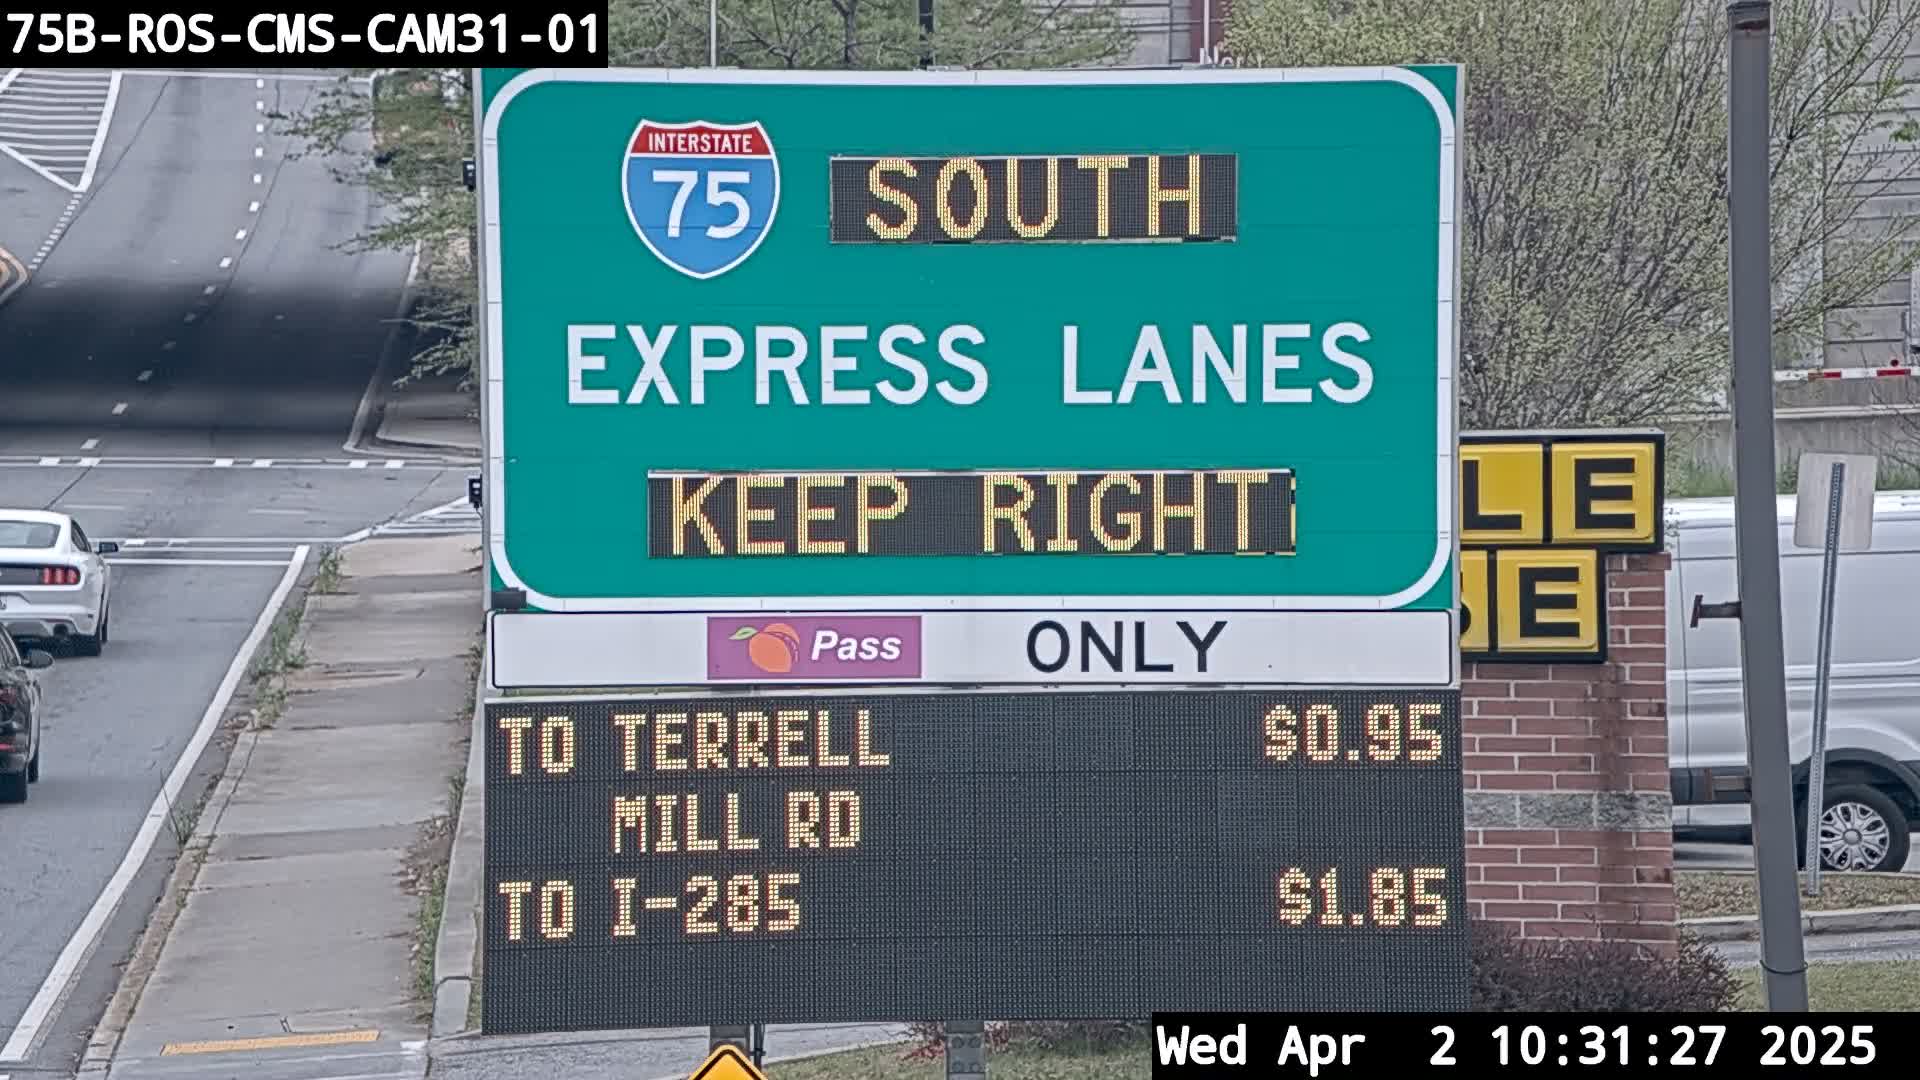 75B-ROS-CMS-CAM31-01
INTERSTATE
75
SOUTH
EXPRESS LANES
KEEP RIGHT
Pass ONLY
TO TERRELL $0.95
MILL RD
TO I-285 $1.85
LE
E
Wed Apr 2 10:31:27 2025